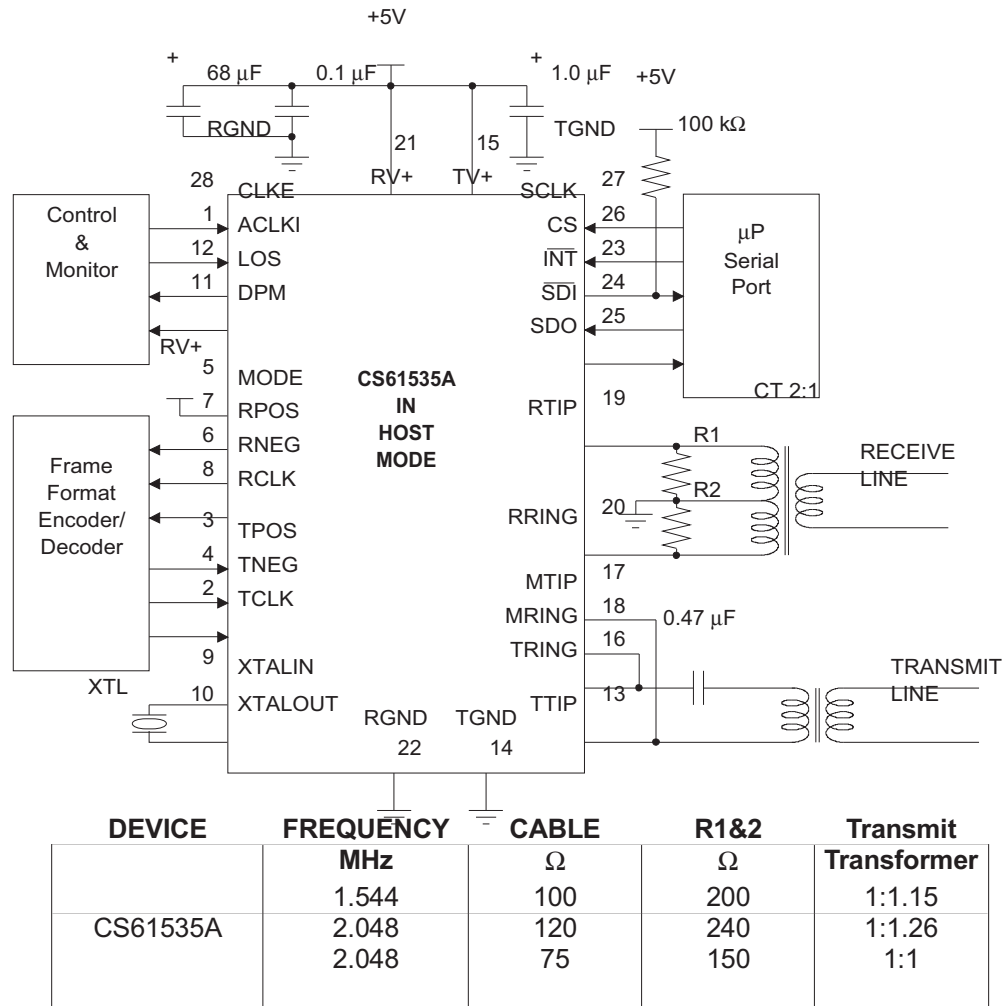 +5V
+ 68 μF 0.1 μF + 1.0 μF +5V
RGND TGND 100 kΩ
21 15
28 RV+ TV+ 27
CLKE SCLK
Control
&
Monitor
1 ACLKI
12 LOS
11 DPM
RV+
CS 26
INT 23
SDI 24
SDO 25
μP
Serial
Port
CT 2:1
5 MODE
7 RPOS
6 RNEG
8 RCLK
3 TPOS
4 TNEG
2 TCLK
9 XTALIN
10 XTALOUT
XTL
Frame
Format
Encoder/
Decoder
CS61535A
IN
HOST
MODE
RTIP 19
R1
R2
RRING 20
RECEIVE
LINE
MTIP 17
MRING 18
TRING 16
TTIP 13
0.47 μF
TRANSMIT
LINE
RGND TGND
22 14
DEVICE FREQUENCY CABLE R1&2 Transmit
MHz Ω Ω Transformer
1.544 100 200 1:1.15
CS61535A 2.048 120 240 1:1.26
2.048 75 150 1:1